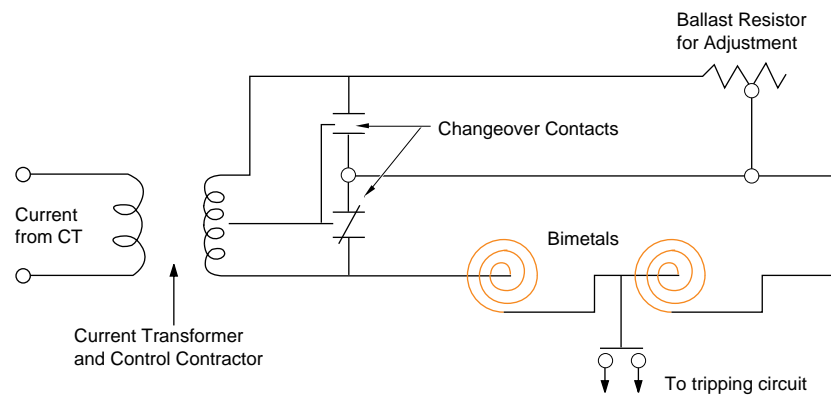 Ballast Resistor
for Adjustment
Changeover Contacts
Current
from CT
Bimetals
Current Transformer
and Control Contractor
To tripping circuit